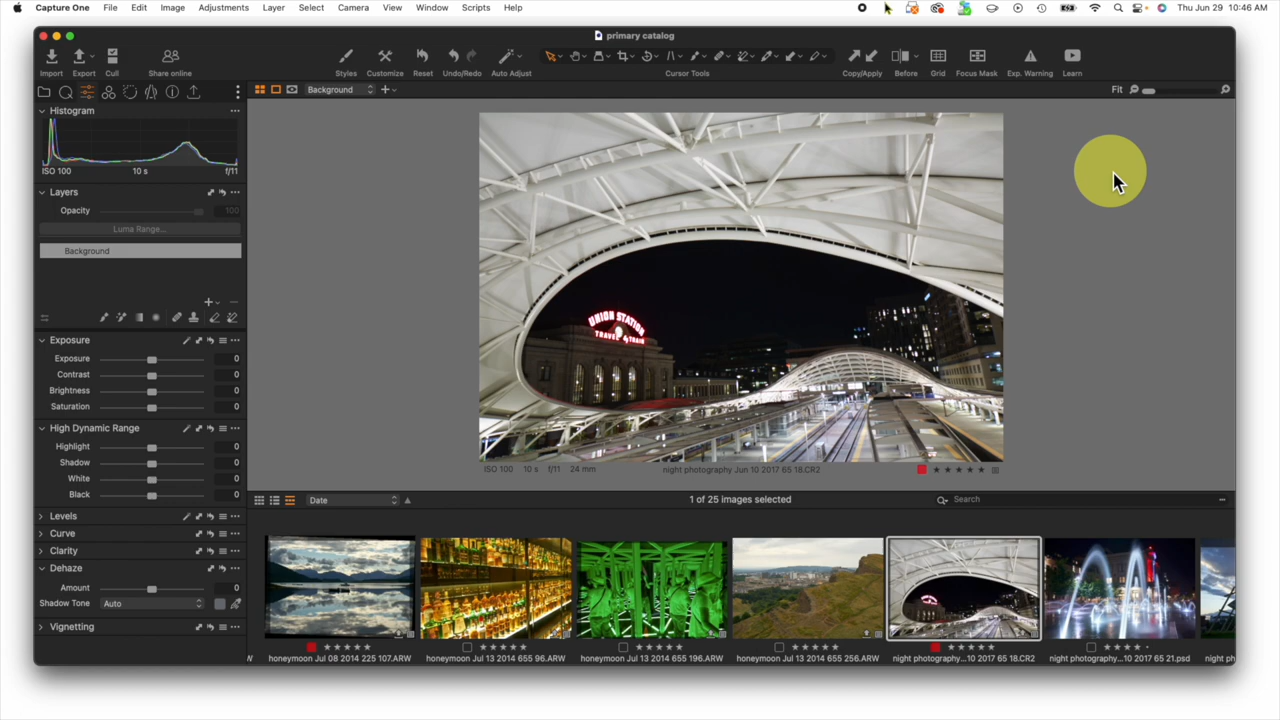 Capture One File Edit Image Adjustments Layer Select Camera View Window Scripts Help Thu Jun 29 10:46 AM
primary catalog
Import Export Cull Share online Styles Customize Reset Undo/Redo Auto Adjust Cursor Tools Copy/Apply Before Grid Focus Mask Exp. Warning Learn
Background Fit
Histogram
ISO 100 10 s f/11
Layers
Opacity 100
Luma Range...
Background
Exposure
Exposure 0
Contrast 0
Brightness 0
Saturation 0
High Dynamic Range
Highlight 0
Shadow 0
White 0
Black 0
Levels
Curve
Clarity
Dehaze
Amount 0
Shadow Tone Auto
Vignetting
UNION STATION
TRAVEL by TRAIN
ISO 100 10 s f/11 24 mm night photography Jun 10 2017 65 18.CR2
Date 1 of 25 images selected Search
W honeymoon Jul 08 2014 225 107.ARW honeymoon Jul 13 2014 655 96.ARW honeymoon Jul 13 2014 655 196.ARW honeymoon Jul 13 2014 655 256.ARW night photography...10 2017 65 18.CR2 night photography...10 2017 65 21.psd night ph